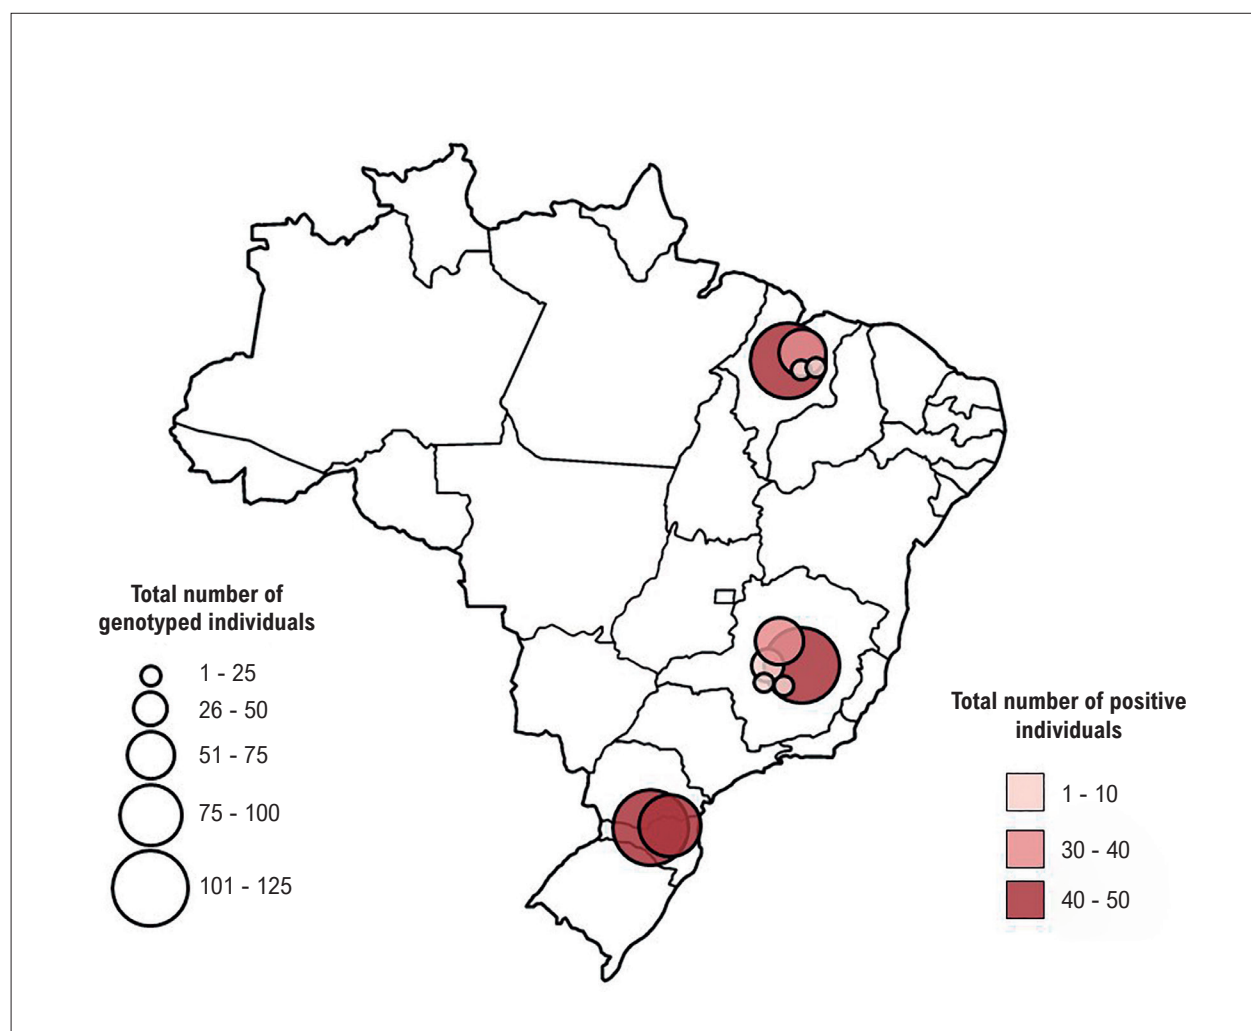 Total number of
genotyped individuals
1 - 25
26 - 50
51 - 75
75 - 100
101 - 125
Total number of positive
individuals
1 - 10
30 - 40
40 - 50